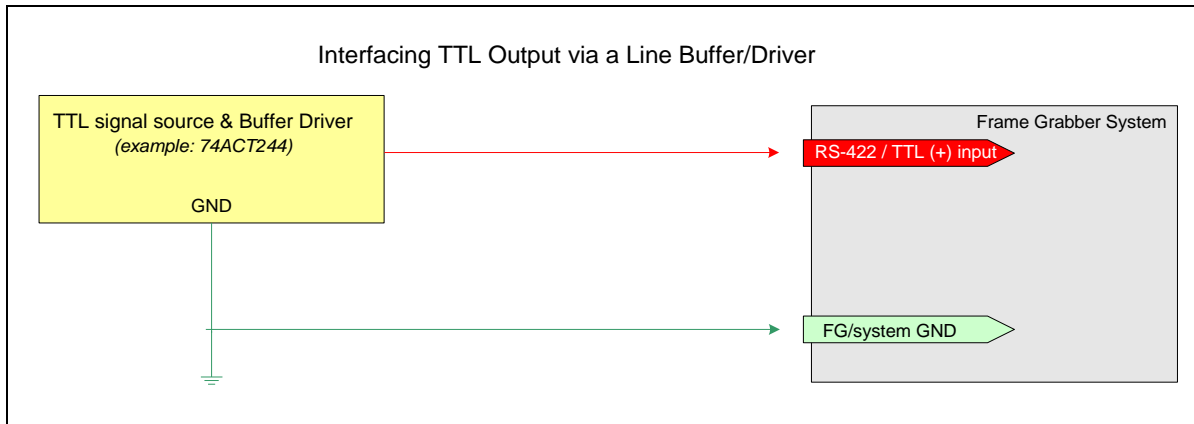 Interfacing TTL Output via a Line Buffer/Driver
TTL signal source & Buffer Driver
(example: 74ACT244)
GND
Frame Grabber System
RS-422 / TTL (+) input
FG/system GND